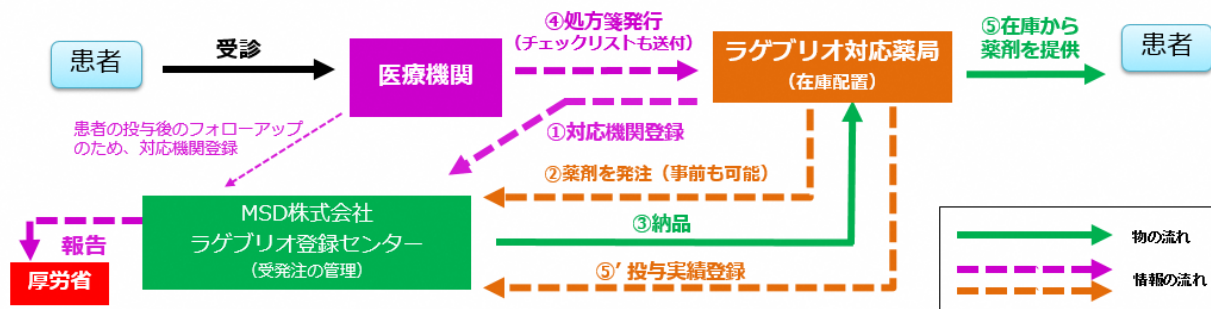 患者
受診
医療機関
④処方箋発行
（チェックリストも送付）
ラゲブリオ対応薬局
（在庫配置）
⑤在庫から
薬剤を提供
患者
患者の投与後のフォローアップ
のため、対応機関登録
①対応機関登録
②薬剤を発注（事前も可能）
MSD株式会社
ラゲブリオ登録センター
（受発注の管理）
③納品
⑤’投与実績登録
報告
厚労省
物の流れ
情報の流れ